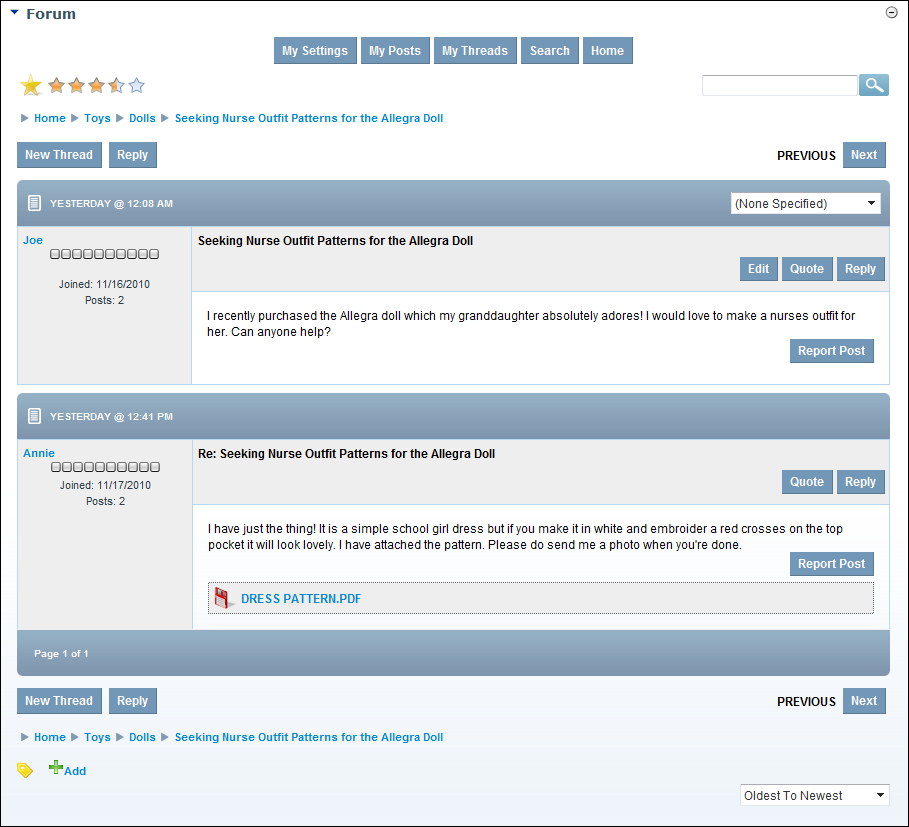 Forum
My Settings My Posts My Threads Search Home
Home Toys Dolls Seeking Nurse Outfit Patterns for the Allegra Doll
New Thread Reply PREVIOUS Next
YESTERDAY @ 12:08 AM (None Specified)
Joe Seeking Nurse Outfit Patterns for the Allegra Doll
Edit Quote Reply
Joined: 11/16/2010
Posts: 2
I recently purchased the Allegra doll which my granddaughter absolutely adores! I would love to make a nurses outfit for
her. Can anyone help?
Report Post
YESTERDAY @ 12:41 PM
Annie Re: Seeking Nurse Outfit Patterns for the Allegra Doll
Quote Reply
Joined: 11/17/2010
Posts: 2
I have just the thing! It is a simple school girl dress but if you make it in white and embroider a red crosses on the top
pocket it will look lovely. I have attached the pattern. Please do send me a photo when you're done.
Report Post
DRESS PATTERN.PDF
Page 1 of 1
New Thread Reply PREVIOUS Next
Home Toys Dolls Seeking Nurse Outfit Patterns for the Allegra Doll
Add
Oldest To Newest